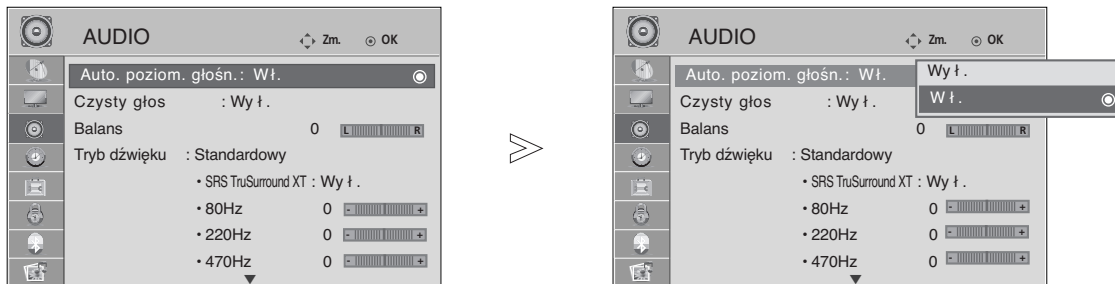 AUDIO Zm. OK
Auto. poziom. głośn.: Wł.
Czysty głos : Wył.
Balans 0 L R
Tryb dźwięku : Standardowy
• SRS TruSurround XT : Wył.
• 80Hz 0 - +
• 220Hz 0 - +
• 470Hz 0 - +
AUDIO Zm. OK
Auto. poziom. głośn.: Wł.
Wył.
Wł.
Czysty głos : Wył.
Balans 0 L R
Tryb dźwięku : Standardowy
• SRS TruSurround XT : Wył.
• 80Hz 0 - +
• 220Hz 0 - +
• 470Hz 0 - +